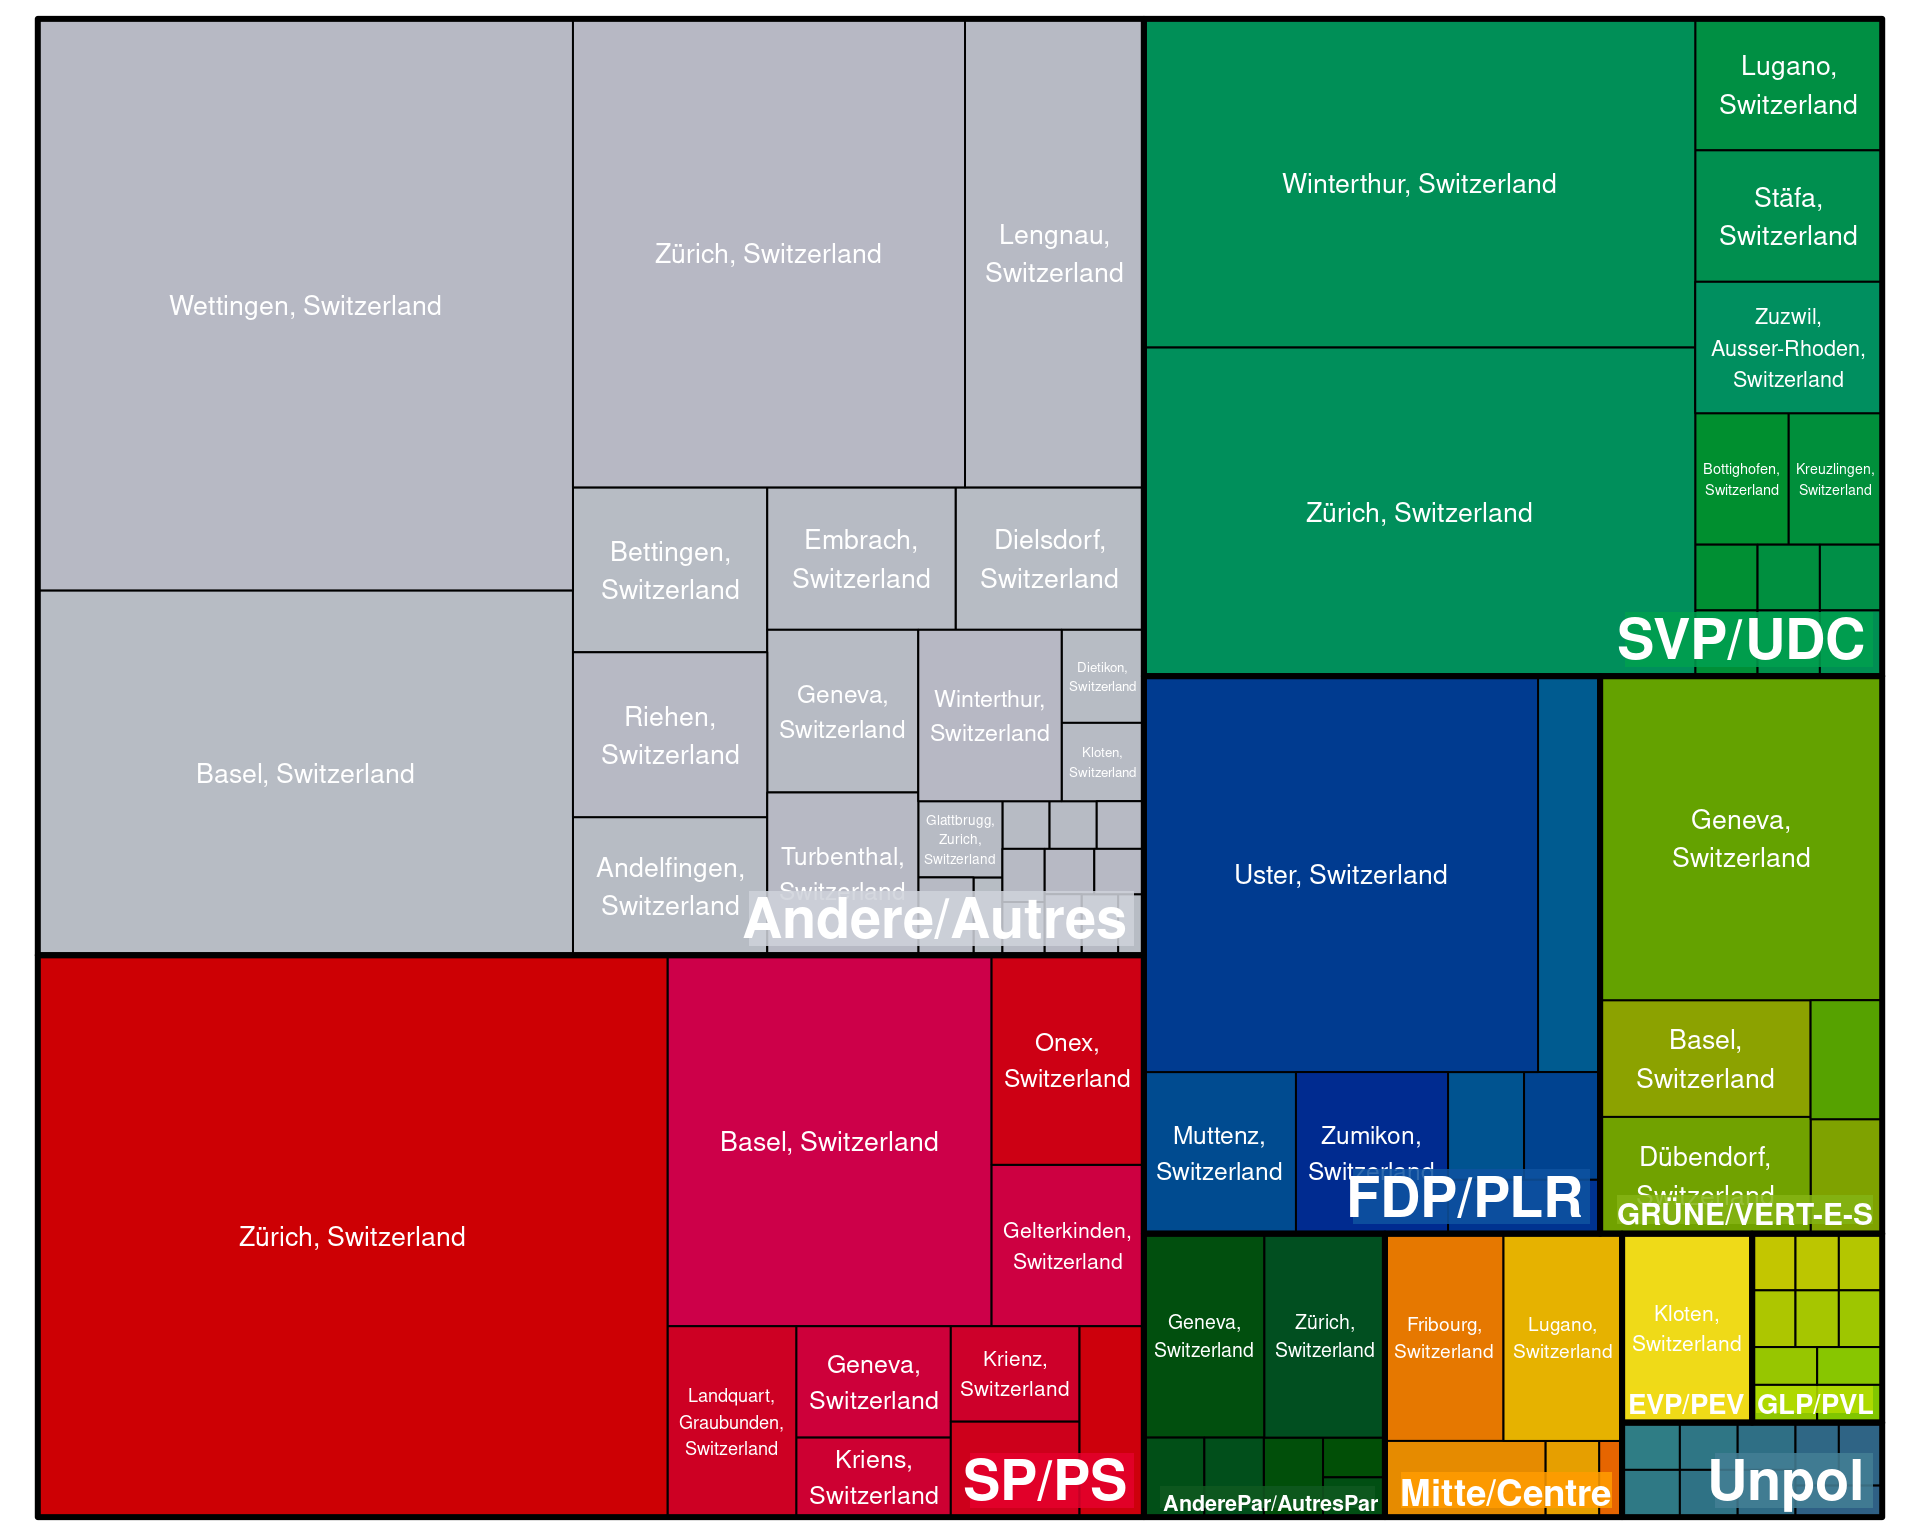 Wettingen, Switzerland
Zürich, Switzerland
Lengnau,
Switzerland
Basel, Switzerland
Bettingen,
Switzerland
Embrach,
Switzerland
Dielsdorf,
Switzerland
Riehen,
Switzerland
Geneva,
Switzerland
Winterthur,
Switzerland
Dietikon,
Switzerland
Kloten,
Switzerland
Andelfingen,
Switzerland
Turbenthal,
Switzerland
Glattbrugg,
Zurich,
Switzerland
Andere/Autres
Winterthur, Switzerland
Lugano,
Switzerland
Stäfa,
Switzerland
Zuzwil,
Ausser-Rhoden,
Switzerland
Zürich, Switzerland
Bottighofen,
Switzerland
Kreuzlingen,
Switzerland
SVP/UDC
Zürich, Switzerland
Basel, Switzerland
Onex,
Switzerland
Gelterkinden,
Switzerland
Landquart,
Graubunden,
Switzerland
Geneva,
Switzerland
Krienz,
Switzerland
Kriens,
Switzerland
SP/PS
Uster, Switzerland
Muttenz,
Switzerland
Zumikon,
Switzerland
FDP/PLR
Geneva,
Switzerland
Basel,
Switzerland
Dübendorf,
Switzerland
GRÜNE/VERT-E-S
Geneva,
Switzerland
Zürich,
Switzerland
AnderePar/AutresPar
Fribourg,
Switzerland
Lugano,
Switzerland
Mitte/Centre
Kloten,
Switzerland
EVP/PEV
GLP/PVL
Unpol